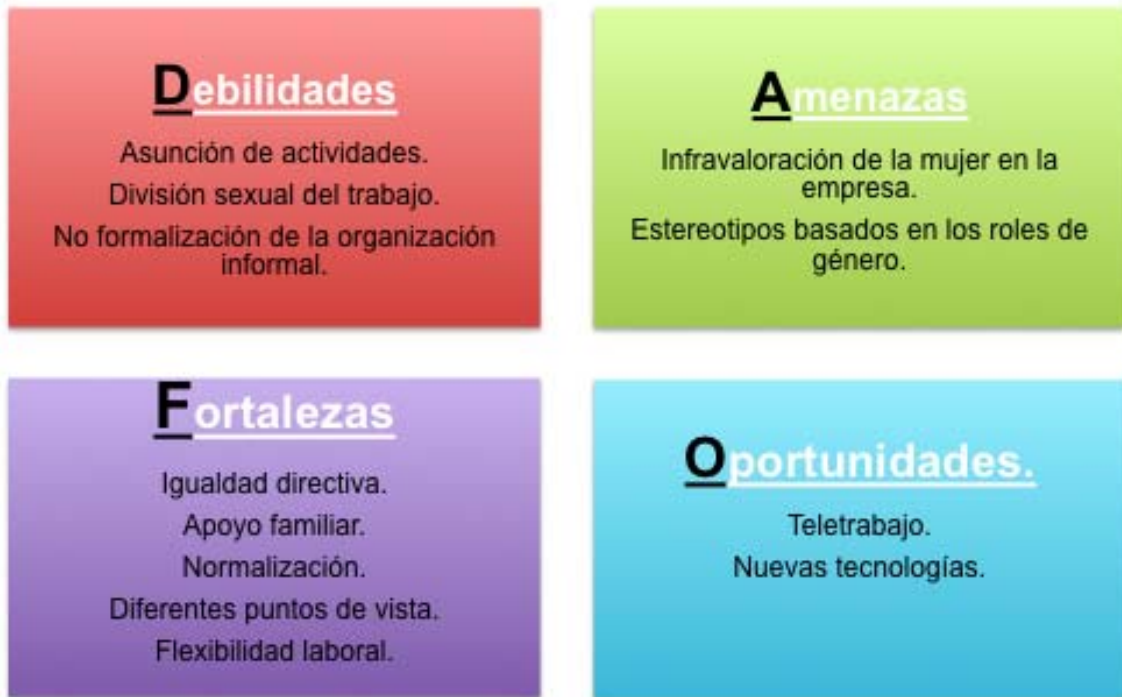 Debilidades
Asunción de actividades.
División sexual del trabajo.
No formalización de la organización
informal.
Amenazas
Infravaloración de la mujer en la
empresa.
Estereotipos basados en los roles de
género.
Fortalezas
Igualdad directiva.
Apoyo familiar.
Normalización.
Diferentes puntos de vista.
Flexibilidad laboral.
Oportunidades.
Teletrabajo.
Nuevas tecnologías.